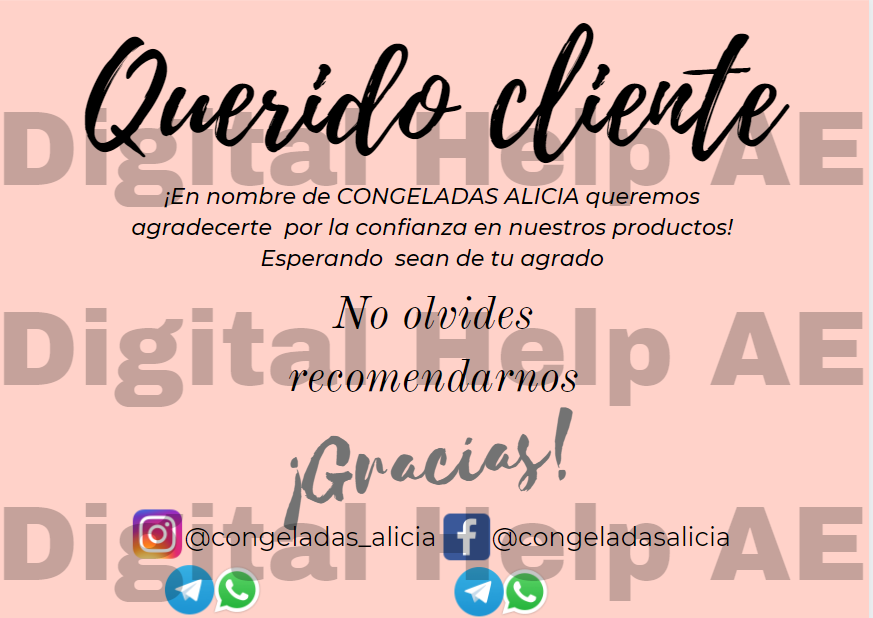 Querido cliente
Digital Help AE
¡En nombre de CONGELADAS ALICIA queremos
agradecerte  por la confianza en nuestros productos!
Esperando  sean de tu agrado
No olvides
Digital Help AE
recomendarnos
¡Gracias!
@congeladas_alicia @congeladasalicia
Digital Help AE